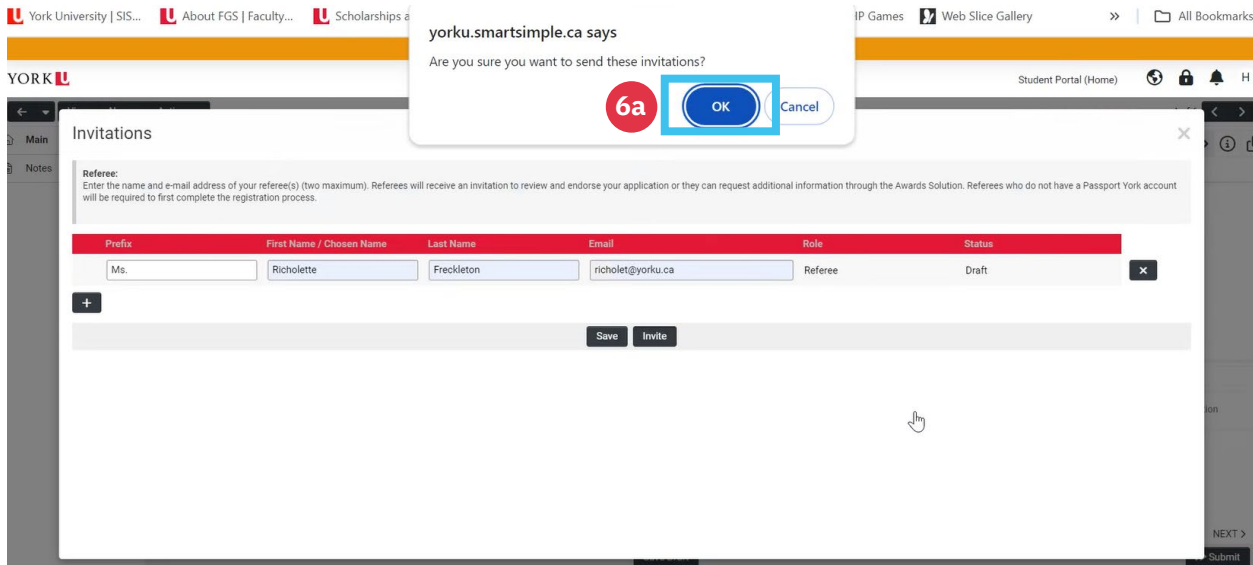 York University | SIS...
About FGS | Faculty...
Scholarships a
HP Games
Web Slice Gallery
»
All Bookmarks
yorku.smartsimple.ca says
Are you sure you want to send these invitations?
6a
OK
Cancel
YORK U
Student Portal (Home)
H
Main
Notes
Invitations
Referee:
Enter the name and e-mail address of your referee(s) (two maximum). Referees will receive an invitation to review and endorse your application or they can request additional information through the Awards Solution. Referees who do not have a Passport York account
will be required to first complete the registration process.
Prefix First Name / Chosen Name Last Name Email Role Status
Ms. Richolette Freckleton richolet@yorku.ca Referee Draft
Save Invite
ion
NEXT >
Submit